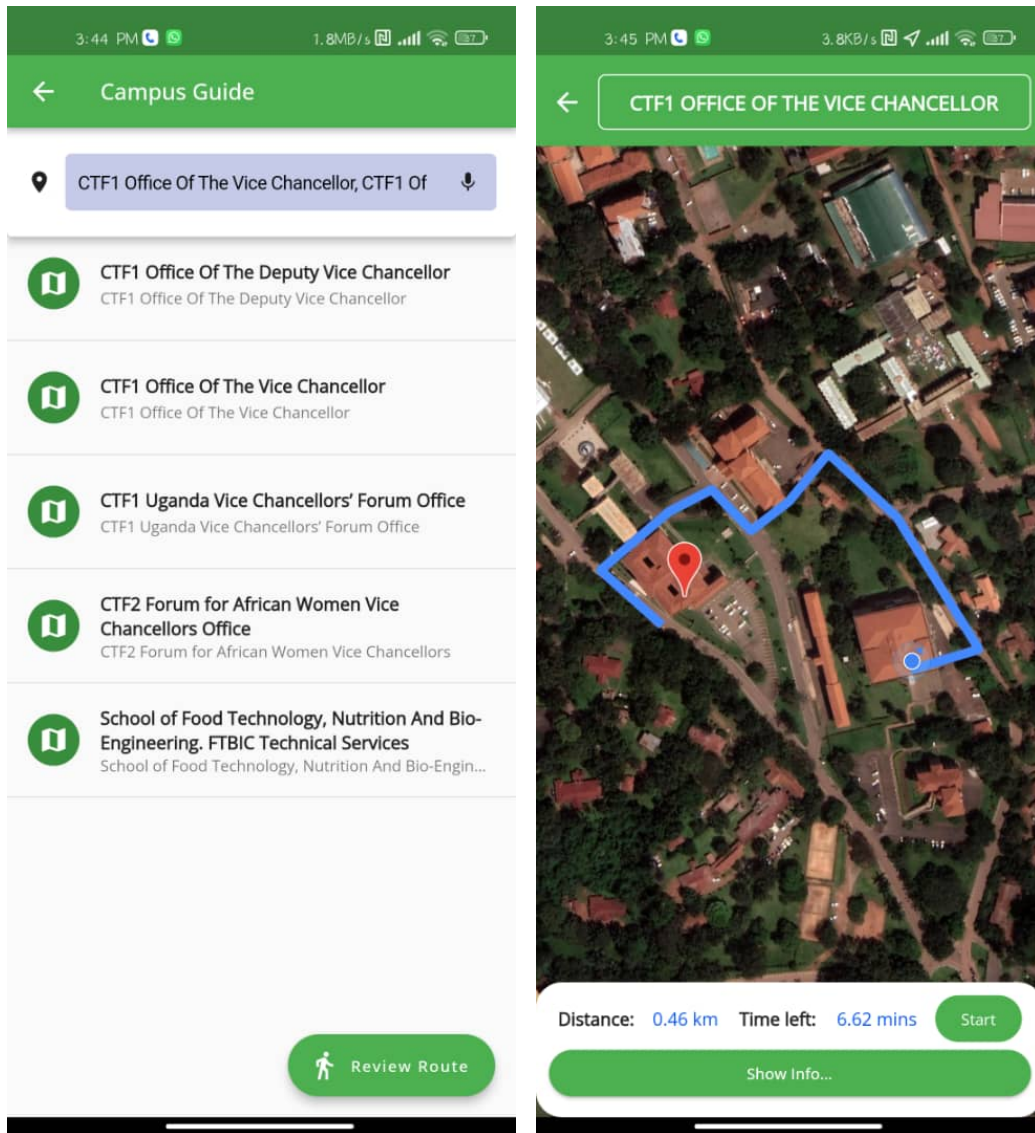 3:44 PM
1.8MB/s
37
Campus Guide
CTF1 Office Of The Vice Chancellor, CTF1 Of
CTF1 Office Of The Deputy Vice Chancellor
CTF1 Office Of The Deputy Vice Chancellor
CTF1 Office Of The Vice Chancellor
CTF1 Office Of The Vice Chancellor
CTF1 Uganda Vice Chancellors’ Forum Office
CTF1 Uganda Vice Chancellors’ Forum Office
CTF2 Forum for African Women Vice
Chancellors Office
CTF2 Forum for African Women Vice Chancellors
School of Food Technology, Nutrition And Bio-
Engineering. FTBIC Technical Services
School of Food Technology, Nutrition And Bio-Engin...
Review Route
3:45 PM
3.8KB/s
37
CTF1 OFFICE OF THE VICE CHANCELLOR
Distance: 0.46 km Time left: 6.62 mins Start
Show Info...